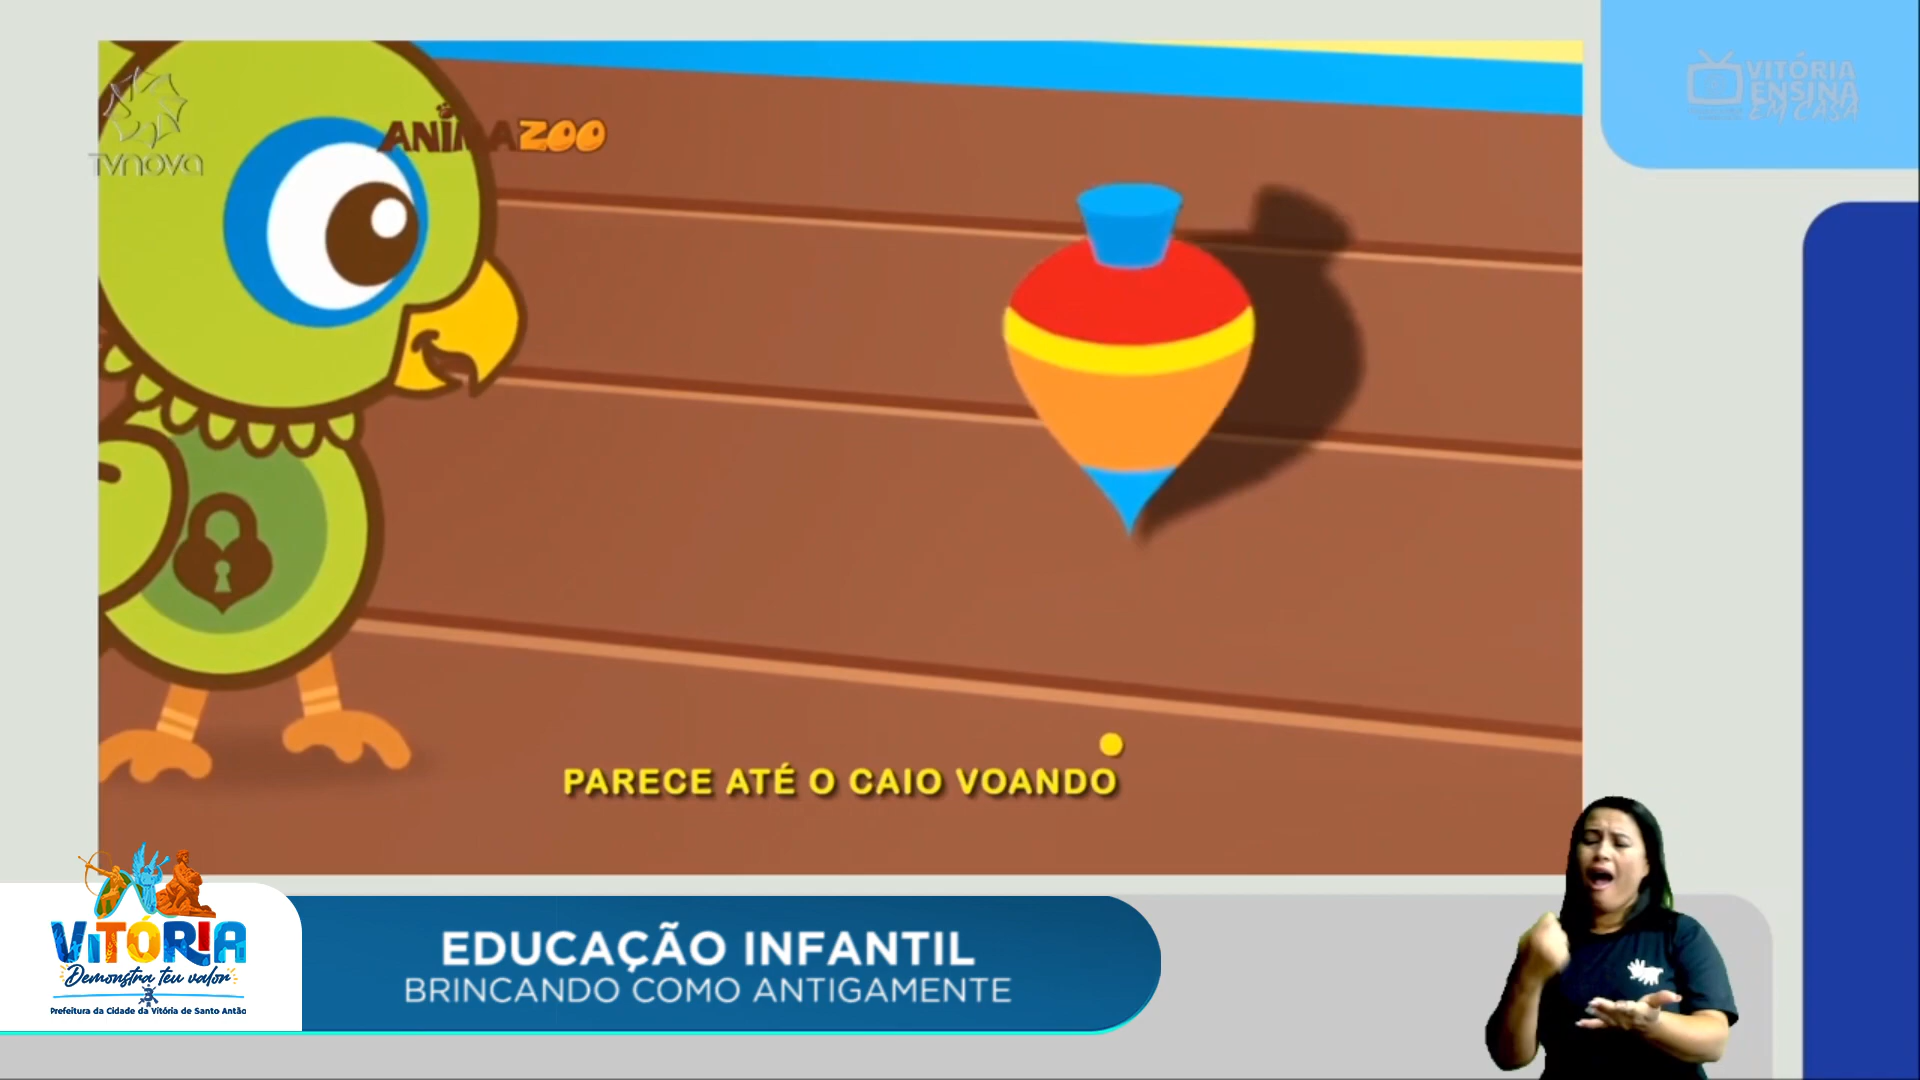 TVNOVA
ANIMAZOO
VITÓRIA
ENSINA
EM CASA
PARECE ATÉ O CAIO VOANDO
VITÓRIA
Demonstra teu valor
Prefeitura da Cidade da Vitória de Santo Antão
EDUCAÇÃO INFANTIL
BRINCANDO COMO ANTIGAMENTE